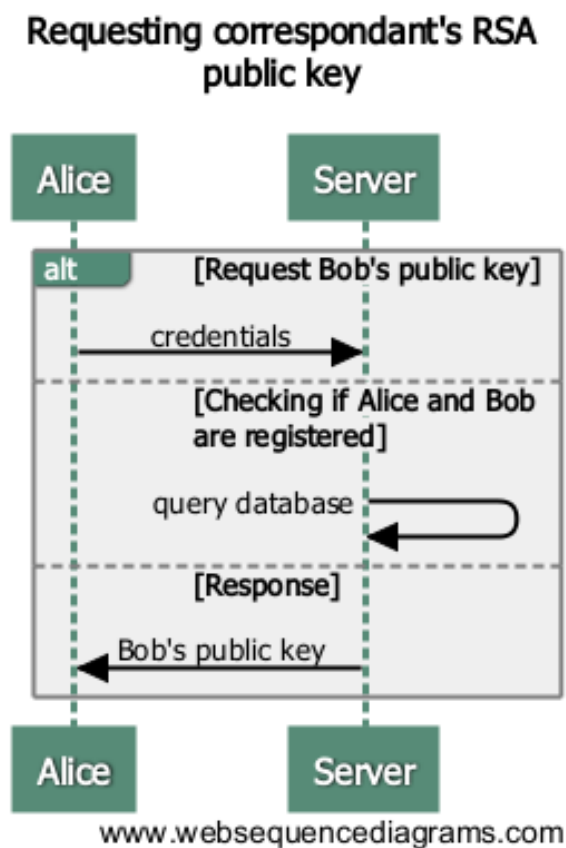 Requesting correspondant's RSA
public key
Alice
Server
alt
[Request Bob's public key]
credentials
[Checking if Alice and Bob
are registered]
query database
[Response]
Bob's public key
Alice
Server
www.websequencediagrams.com